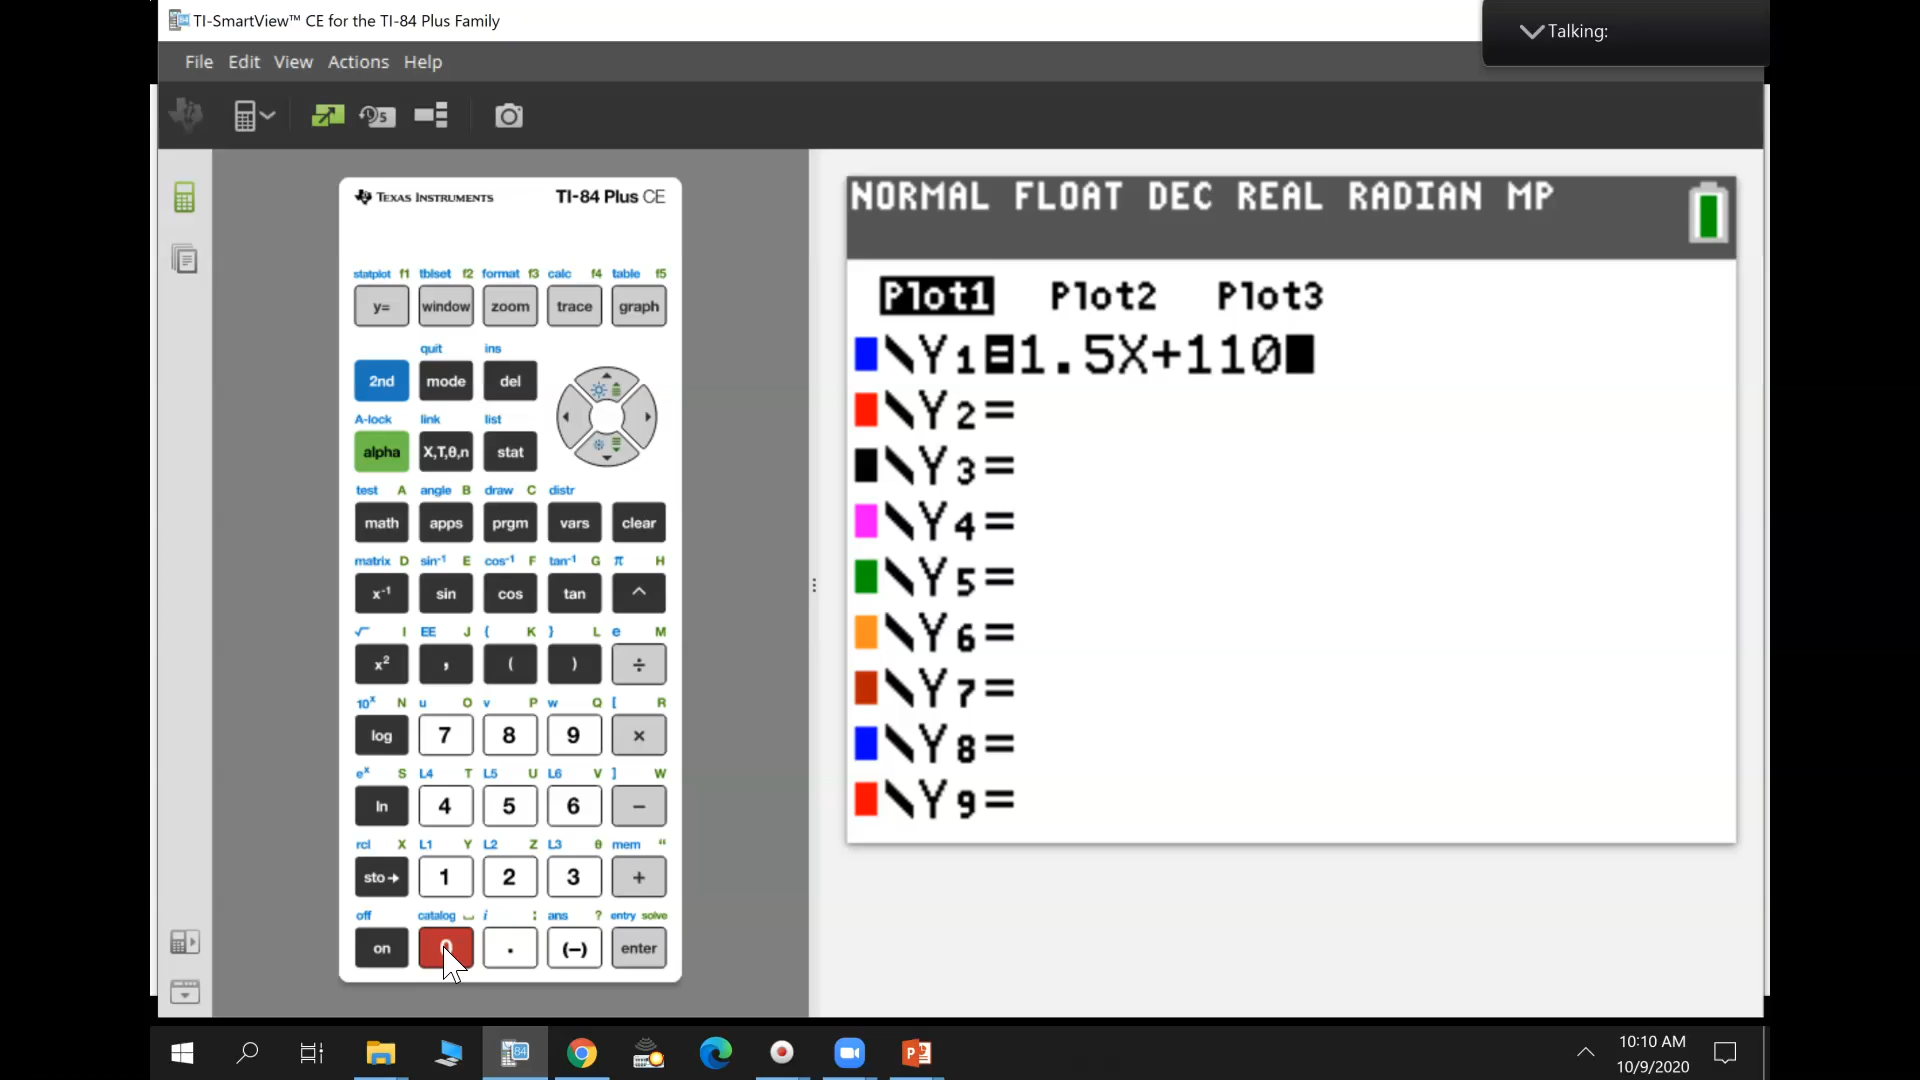 TI-SmartView™ CE for the TI-84 Plus Family
Talking:
File Edit View Actions Help
TEXAS INSTRUMENTS TI-84 Plus CE
statplot f1 tblset f2 format f3 calc f4 table f5
y= window zoom trace graph
quit ins
2nd mode del
A-lock link list
alpha X,T,θ,n stat
test A angle B draw C distr
math apps prgm vars clear
matrix D sin⁻¹ E cos⁻¹ F tan⁻¹ G π H
x⁻¹ sin cos tan ^
√ I EE J { K } L e M
x² , ( ) ÷
10ˣ N u O v P w Q [ R
log 7 8 9 ×
eˣ S L4 T L5 U L6 V ] W
ln 4 5 6 −
rcl X L1 Y L2 Z L3 θ mem "
sto→ 1 2 3 +
off catalog ⎵ i : ans ? entry solve
on 0 . (–) enter
NORMAL FLOAT DEC REAL RADIAN MP
Plot1 Plot2 Plot3
\Y1=1.5X+110
\Y2=
\Y3=
\Y4=
\Y5=
\Y6=
\Y7=
\Y8=
\Y9=
10:10 AM
10/9/2020